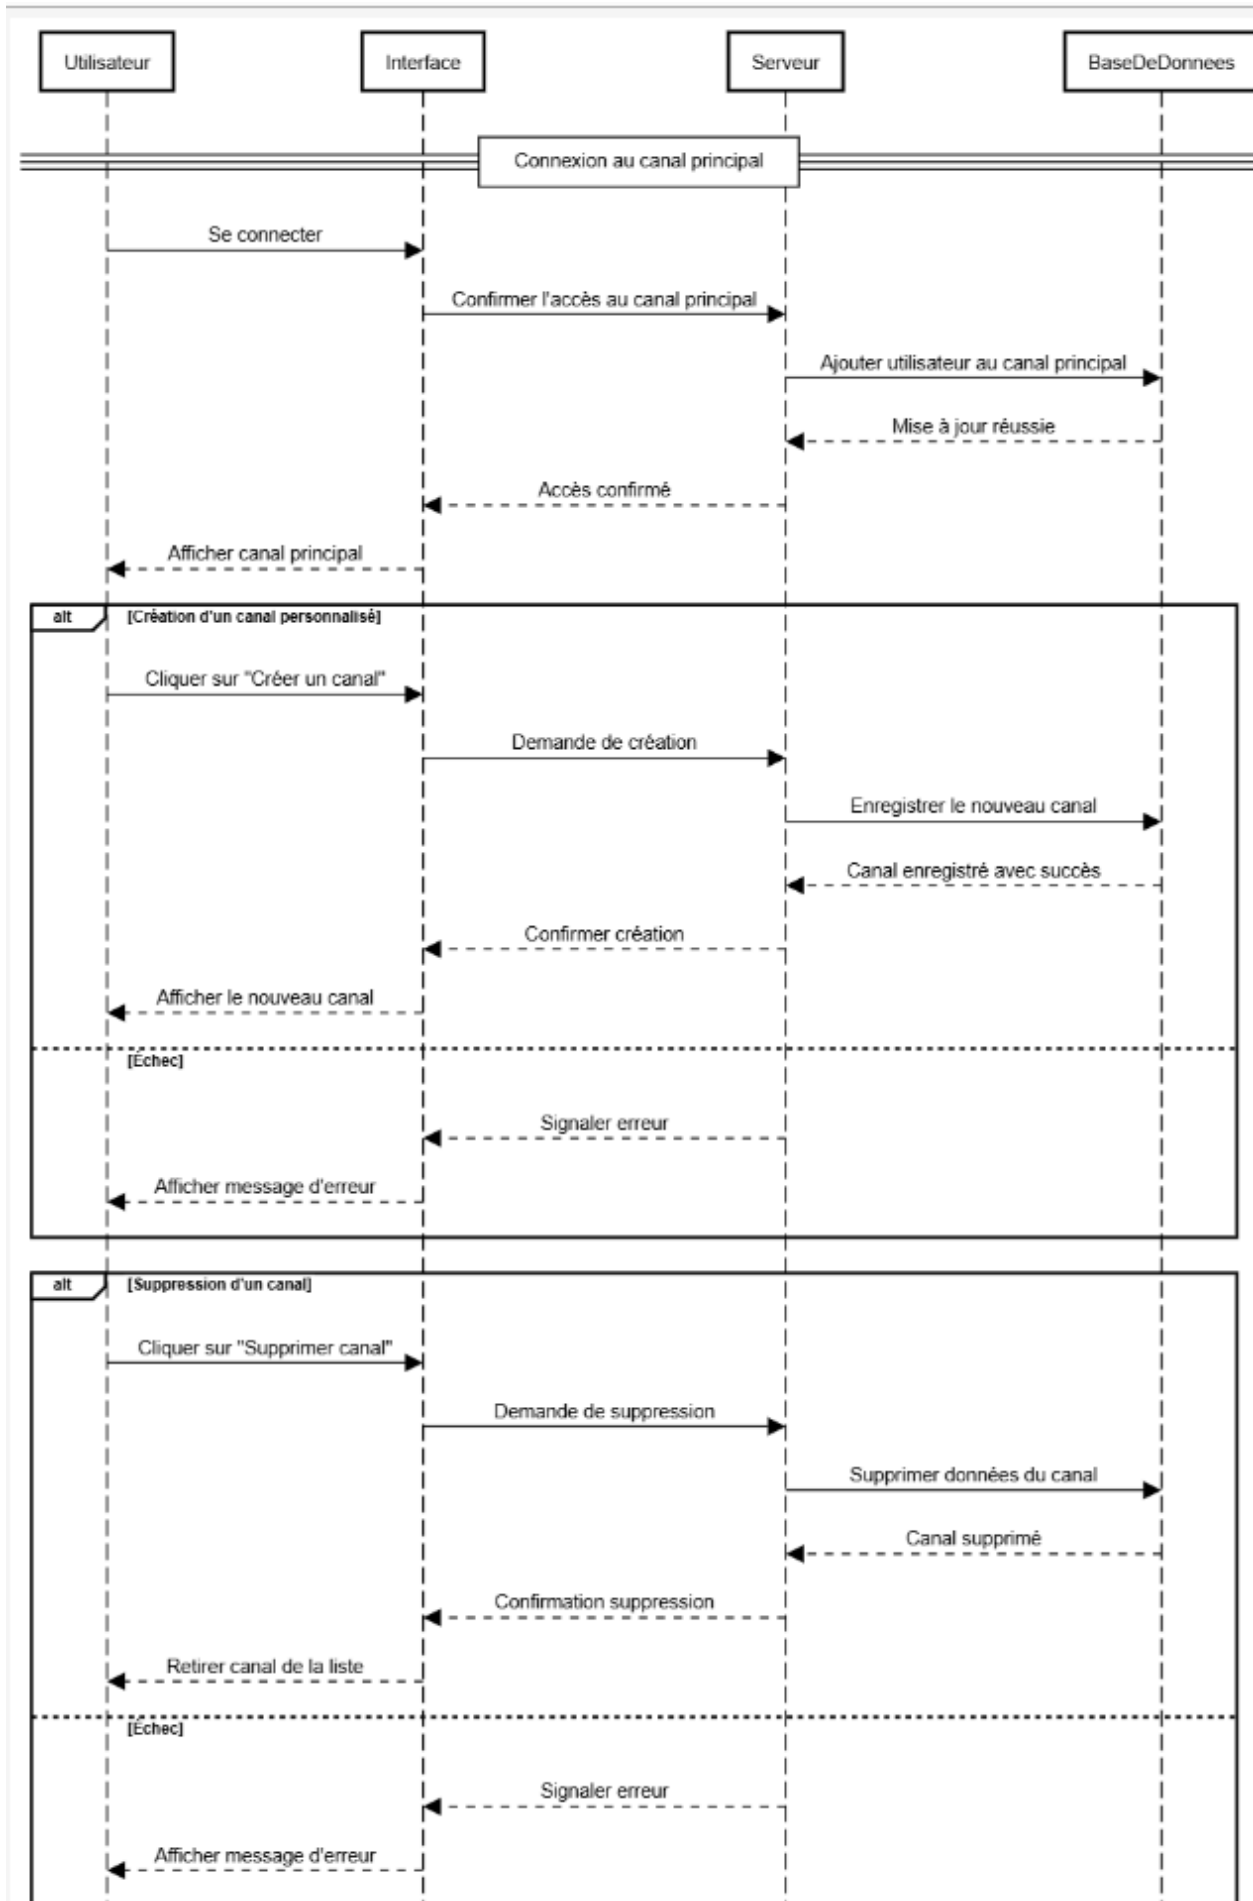 Utilisateur
Interface
Serveur
BaseDeDonnees
Connexion au canal principal
Se connecter
Confirmer l'accès au canal principal
Ajouter utilisateur au canal principal
Mise à jour réussie
Accès confirmé
Afficher canal principal
alt
[Création d'un canal personnalisé]
Cliquer sur "Créer un canal"
Demande de création
Enregistrer le nouveau canal
Canal enregistré avec succès
Confirmer création
Afficher le nouveau canal
[Échec]
Signaler erreur
Afficher message d'erreur
alt
[Suppression d'un canal]
Cliquer sur "Supprimer canal"
Demande de suppression
Supprimer données du canal
Canal supprimé
Confirmation suppression
Retirer canal de la liste
[Échec]
Signaler erreur
Afficher message d'erreur